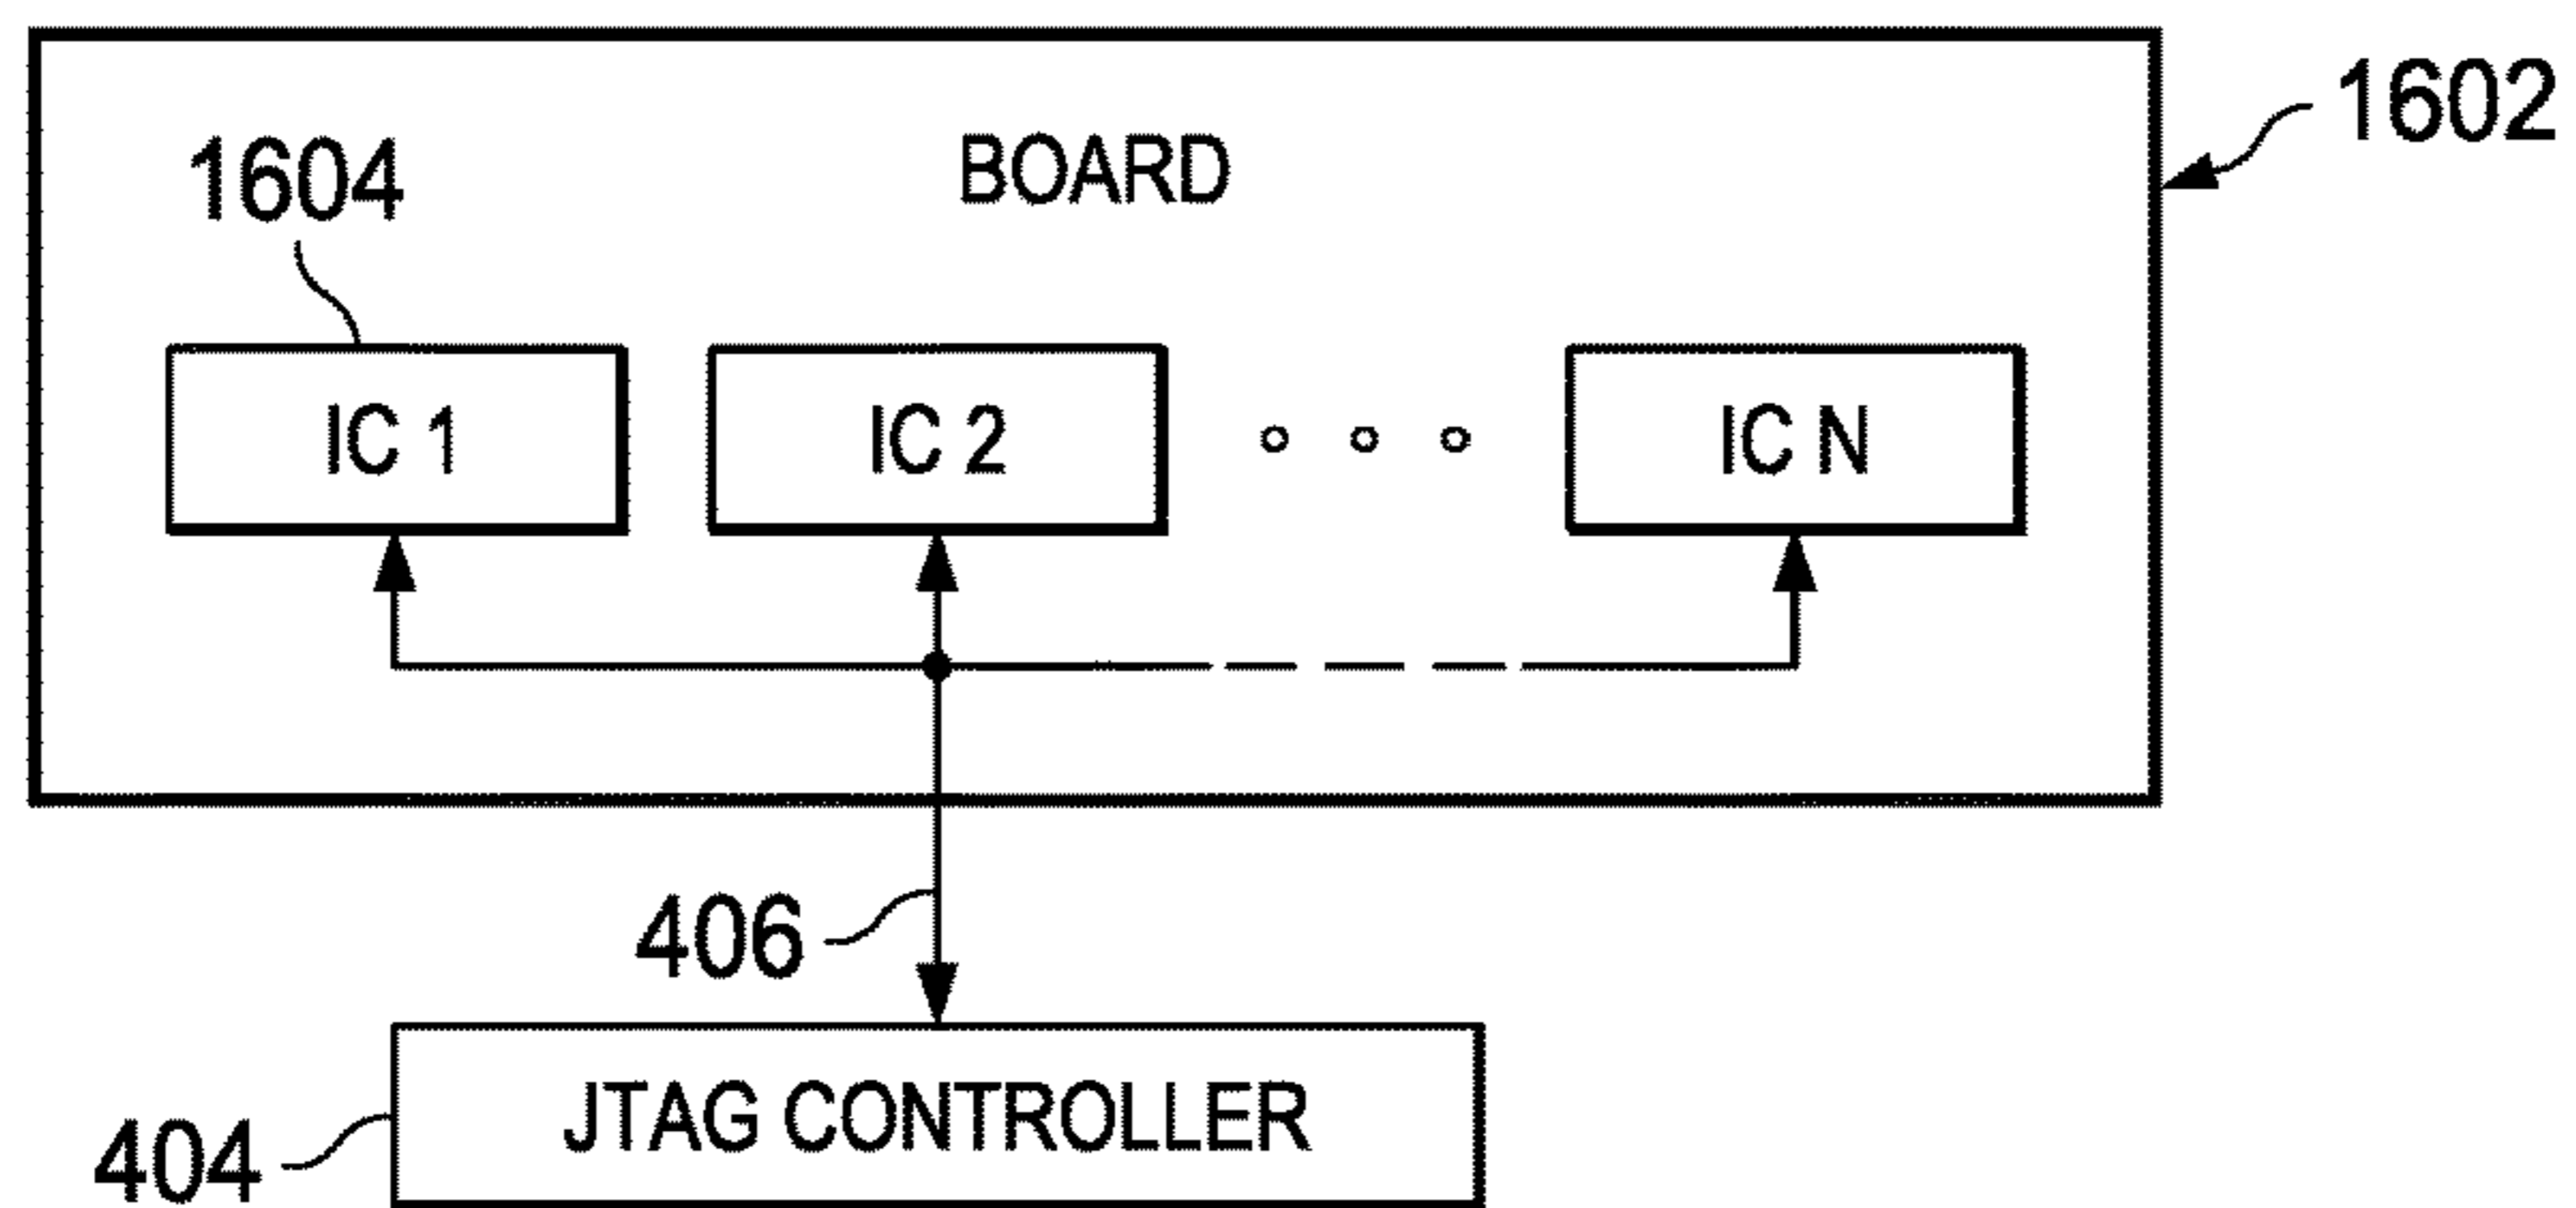 1602
BOARD
1604
IC 1
IC 2
IC N
406
JTAG CONTROLLER
404